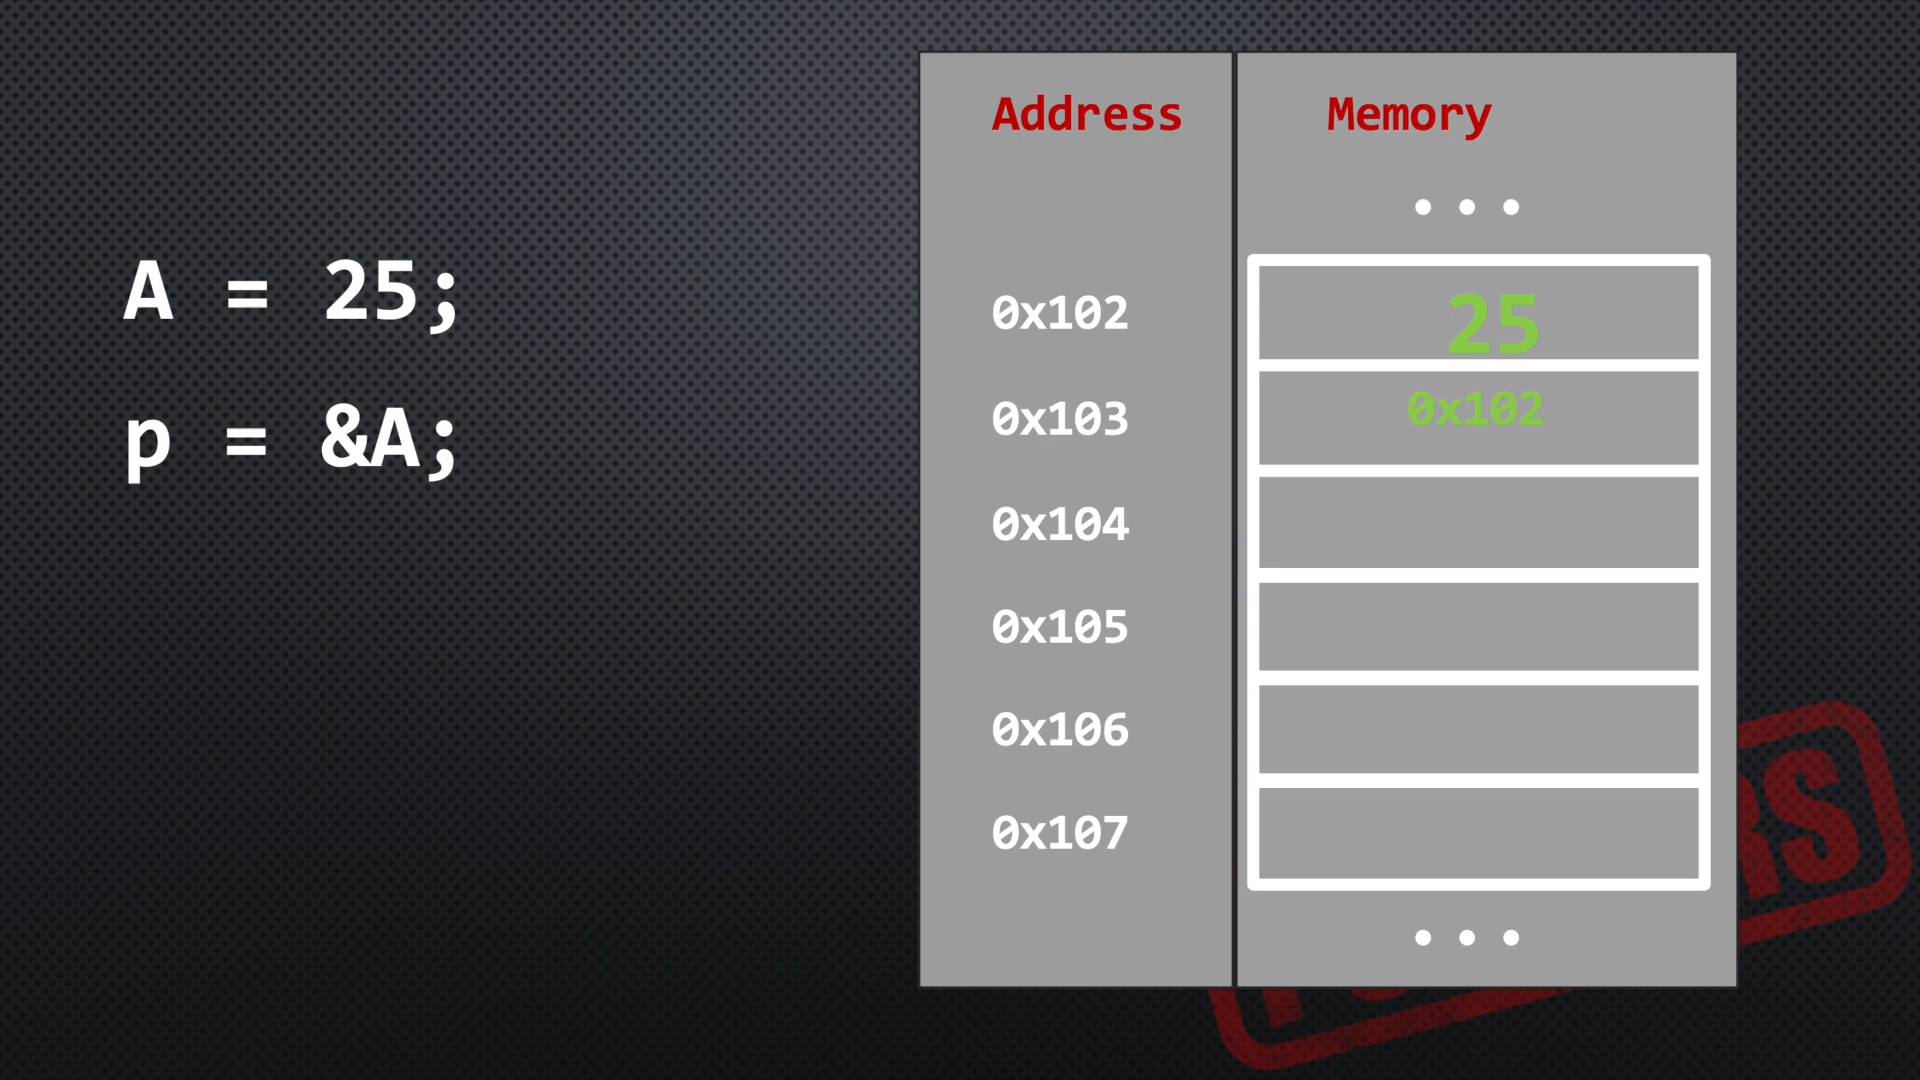 A = 25;
p = &A;
Address Memory
...
0x102 25
0x103 0x102
0x104
0x105
0x106
0x107
...